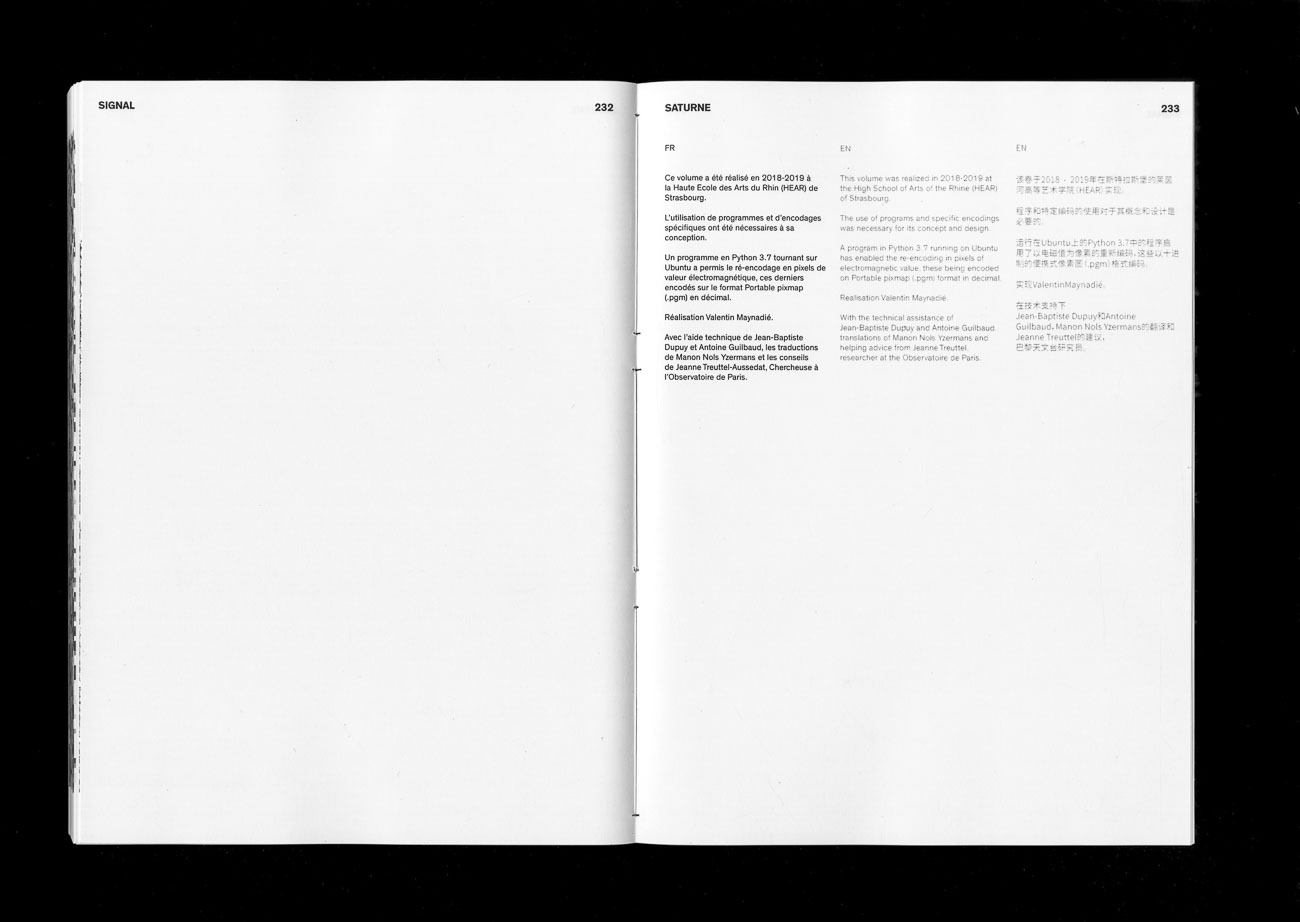 SIGNAL
232
SATURNE
233
FR
Ce volume a été réalisé en 2018-2019 à
la Haute Ecole des Arts du Rhin (HEAR) de
Strasbourg.
L'utilisation de programmes et d'encodages
spécifiques ont été nécessaires à sa
conception.
Un programme en Python 3.7 tournant sur
Ubuntu a permis le ré-encodage en pixels de
valeur électromagnétique, ces derniers
encodés sur le format Portable pixmap
(.pgm) en décimal.
Réalisation Valentin Maynadié.
Avec l'aide technique de Jean-Baptiste
Dupuy et Antoine Guilbaud, les traductions
de Manon Nols Yzermans et les conseils
de Jeanne Treuttel-Aussedat, Chercheuse à
l'Observatoire de Paris.
EN
This volume was realized in 2018-2019 at
the High School of Arts of the Rhine (HEAR)
of Strasbourg.
The use of programs and specific encodings
was necessary for its concept and design.
A program in Python 3.7 running on Ubuntu
has enabled the re-encoding in pixels of
electromagnetic value, these being encoded
on Portable pixmap (.pgm) format in decimal.
Realisation Valentin Maynadié.
With the technical assistance of
Jean-Baptiste Dupuy and Antoine Guilbaud,
translations of Manon Nols Yzermans and
helping advice from Jeanne Treuttel,
researcher at the Observatoire de Paris.
EN
该卷于2018 - 2019年在斯特拉斯堡的莱茵
河高等艺术学院(HEAR)实现.
程序和特定编码的使用对于其概念和设计是
必要的.
运行在Ubuntu上的Python 3.7中的程序启
用了以电磁值为像素的重新编码,这些以十进
制的便携式像素图(.pgm)格式编码.
实现ValentinMaynadié.
在技术支持下
Jean-Baptiste Dupuy和Antoine
Guilbaud, Manon Nols Yzermans的翻译和
Jeanne Treuttel的建议,
巴黎天文台研究员.